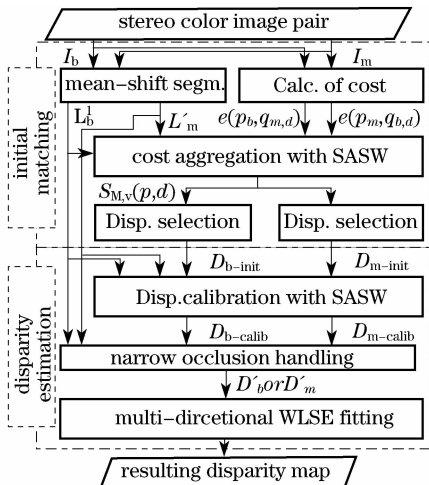 stereo color image pair
I_b
I_m
mean-shift segm.
Calc. of cost
L_b^1
L´_m
e(p_b,q_m,d)
e(p_m,q_b,d)
initial matching
cost aggregation with SASW
S_M,v(p,d)
Disp. selection
Disp. selection
D_b-init
D_m-init
Disp.calibration with SASW
disparity estimation
D_b-calib
D_m-calib
narrow occlusion handling
D´_b or D´_m
multi-dircetional WLSE fitting
resulting disparity map